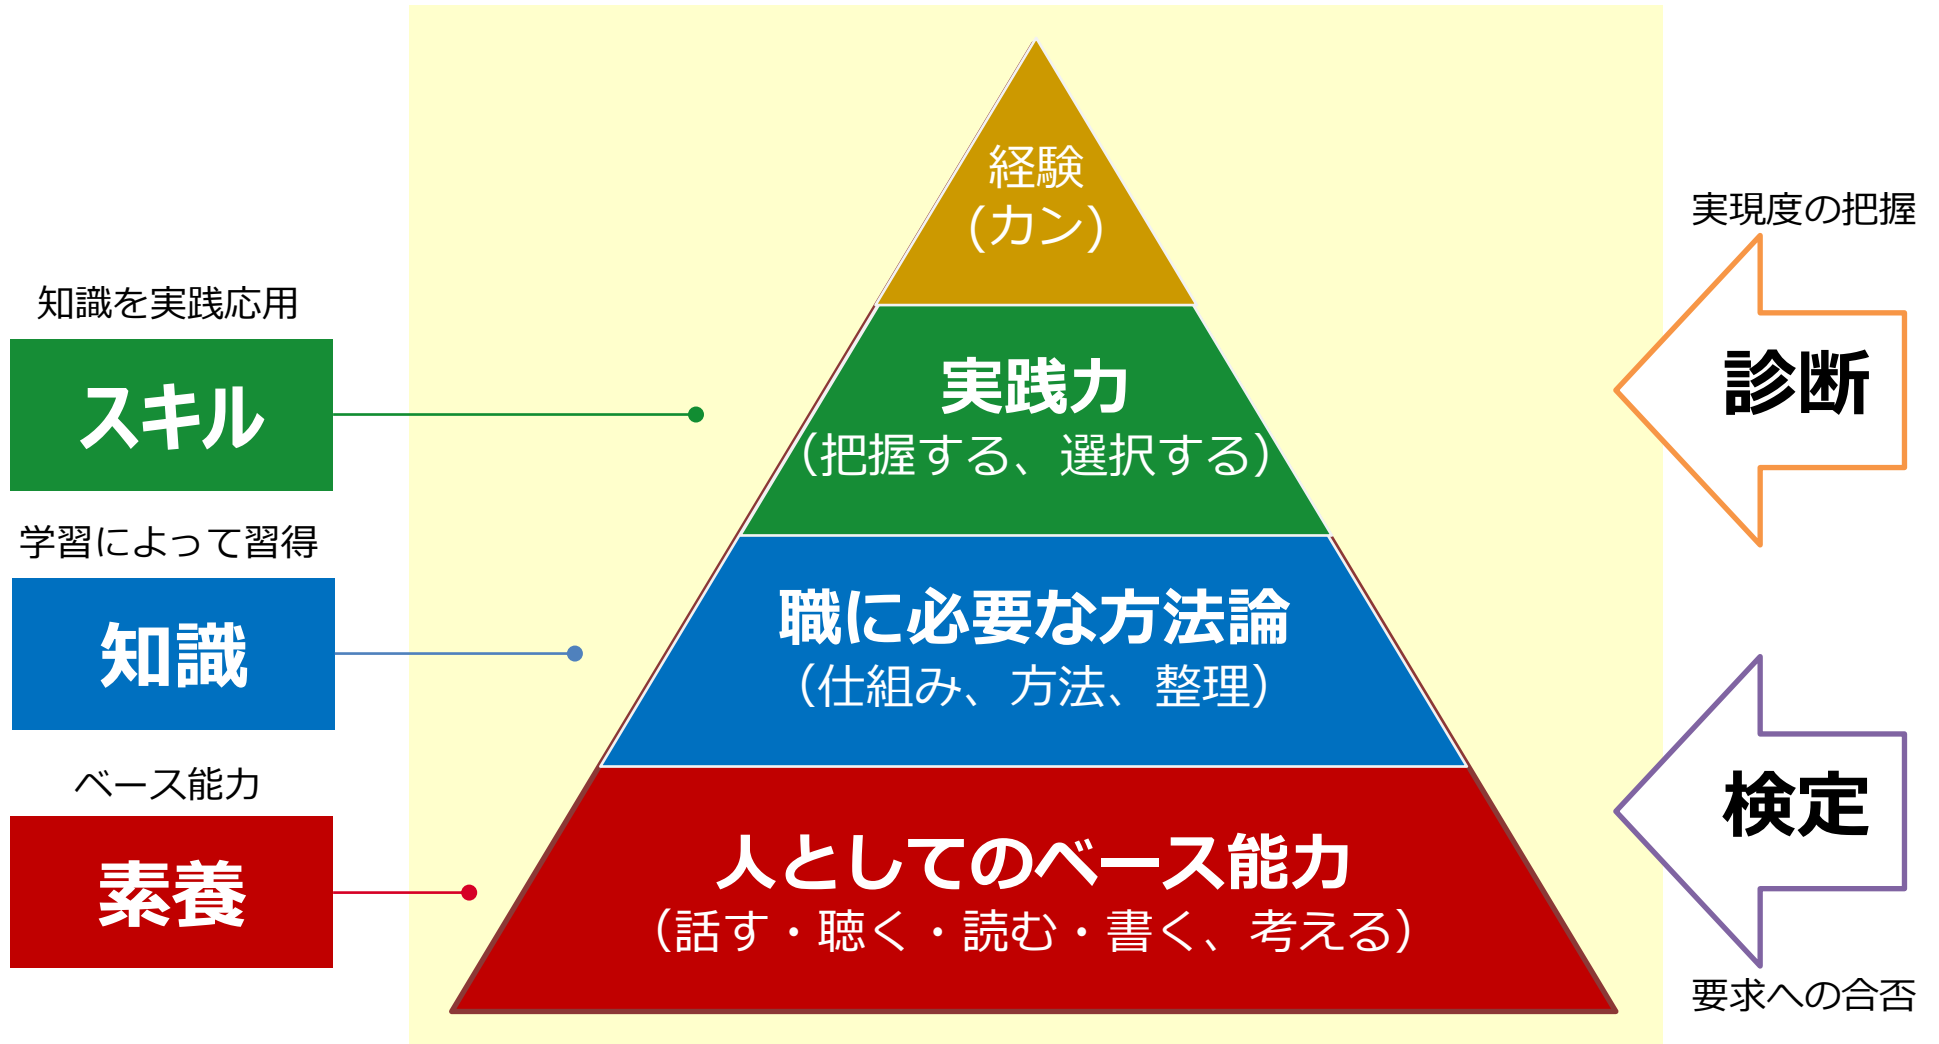 経験
(カン)
実践力
（把握する、選択する）
職に必要な方法論
（仕組み、方法、整理）
人としてのベース能力
（話す・聴く・読む・書く、考える）
知識を実践応用
スキル
学習によって習得
知識
ベース能力
素養
実現度の把握
診断
検定
要求への合否